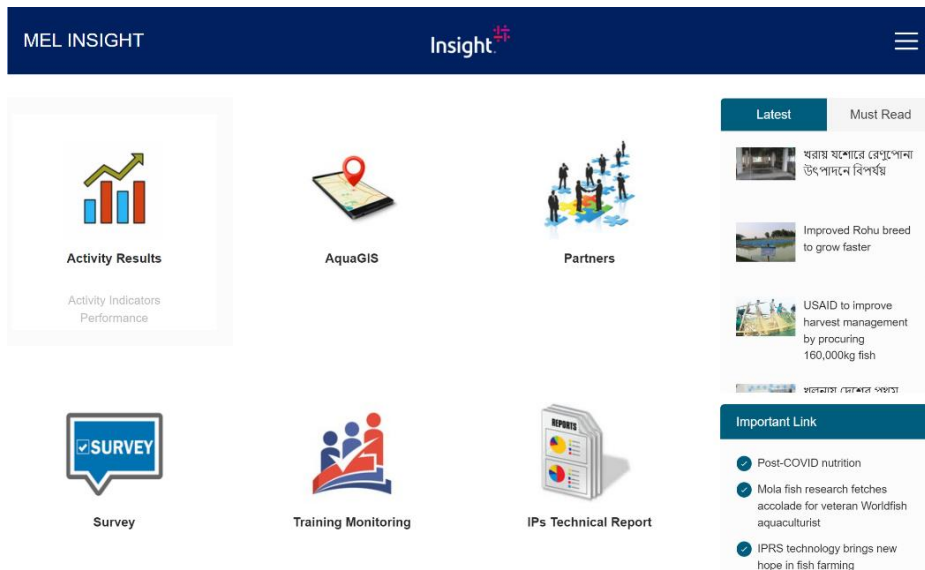 MEL INSIGHT
Insight.
Activity Results
Activity Indicators
Performance
AquaGIS
Partners
SURVEY
Survey
Training Monitoring
REPORTS
IPs Technical Report
Latest
Must Read
খরায় যশোরে রেণুপোনা
উৎপাদনে বিপর্যয়
Improved Rohu breed
to grow faster
USAID to improve
harvest management
by procuring
160,000kg fish
খুলনায় দেশের প্রথম
Important Link
Post-COVID nutrition
Mola fish research fetches
accolade for veteran Worldfish
aquaculturist
IPRS technology brings new
hope in fish farming